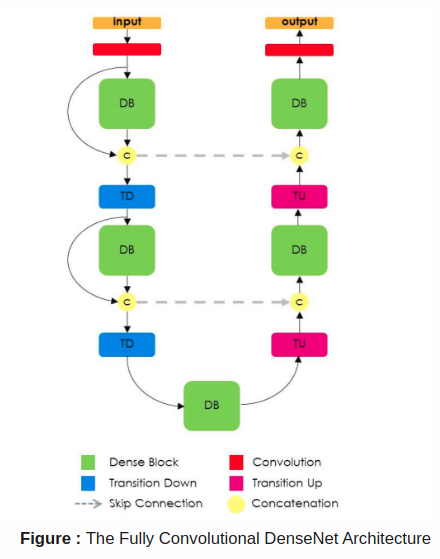 input
output
DB
DB
C
C
TD
TU
DB
DB
C
C
TD
TU
DB
Dense Block
Convolution
Transition Down
Transition Up
Skip Connection
Concatenation
Figure : The Fully Convolutional DenseNet Architecture